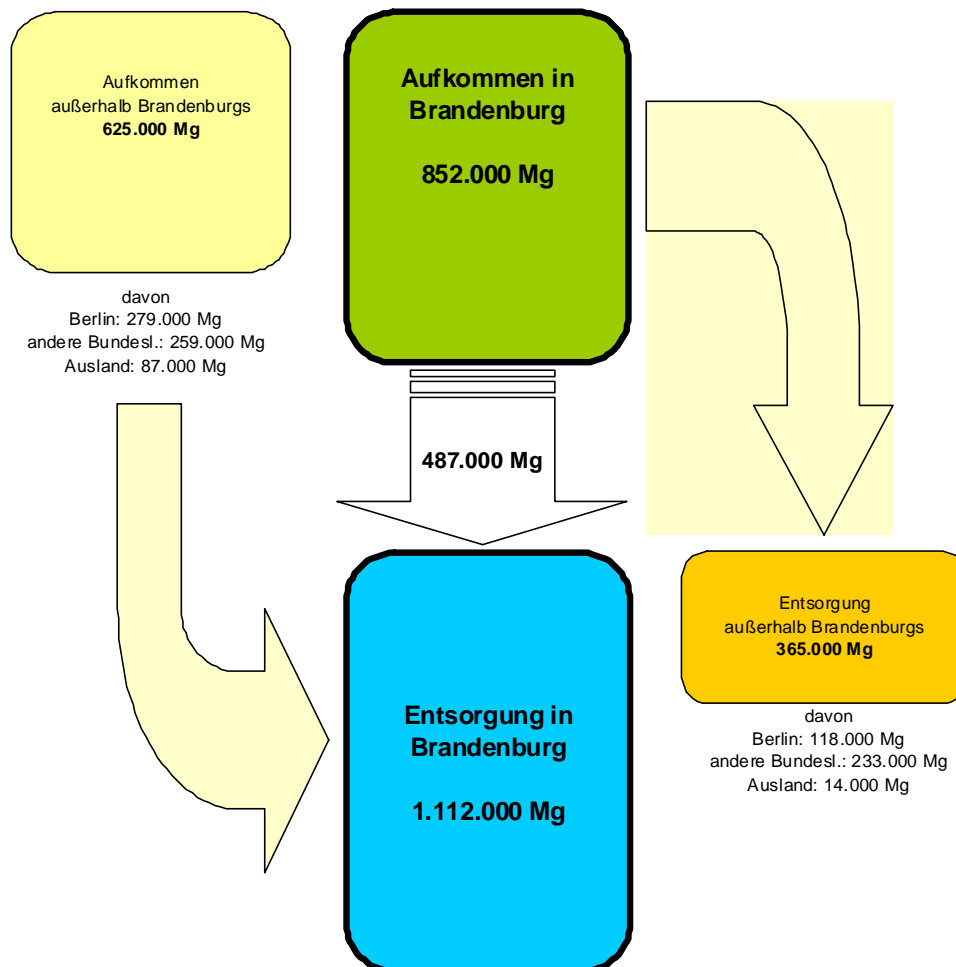 Aufkommen
außerhalb Brandenburgs
625.000 Mg
davon
Berlin: 279.000 Mg
andere Bundesl.: 259.000 Mg
Ausland: 87.000 Mg
Aufkommen in
Brandenburg
852.000 Mg
487.000 Mg
Entsorgung in
Brandenburg
1.112.000 Mg
Entsorgung
außerhalb Brandenburgs
365.000 Mg
davon
Berlin: 118.000 Mg
andere Bundesl.: 233.000 Mg
Ausland: 14.000 Mg